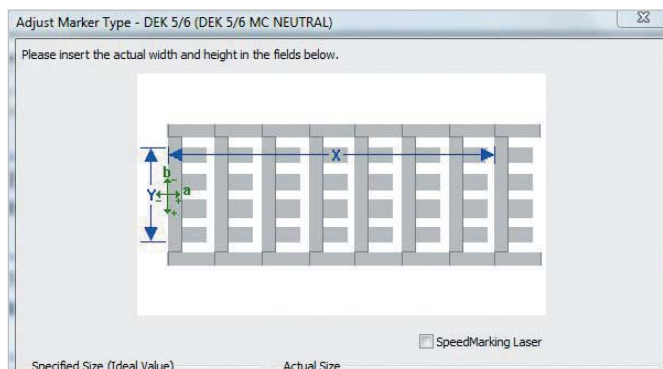 Adjust Marker Type - DEK 5/6 (DEK 5/6 MC NEUTRAL)
Please insert the actual width and height in the fields below.
X
b
Y
a
SpeedMarking Laser
Specified Size (Ideal Value)
Actual Size